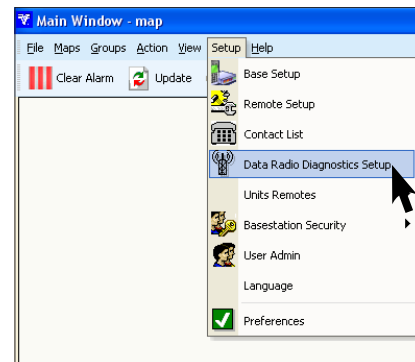 Main Window - map
File Maps Groups Action View Setup Help
Clear Alarm Update
Base Setup
Remote Setup
Contact List
Data Radio Diagnostics Setup
Units Remotes
Basestation Security
User Admin
Language
Preferences